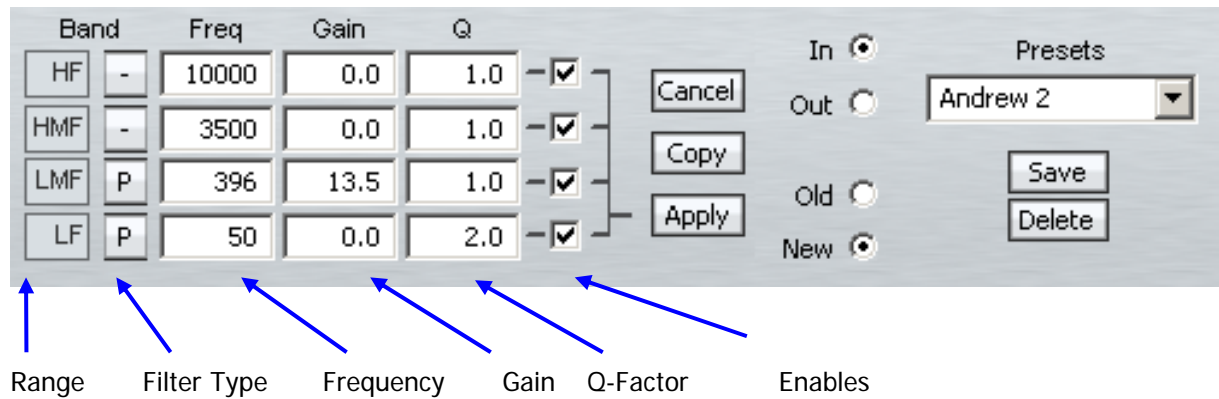 Band Freq Gain Q
HF - 10000 0.0 1.0
HMF - 3500 0.0 1.0
LMF P 396 13.5 1.0
LF P 50 0.0 2.0
Cancel
Copy
Apply
In
Out
Old
New
Presets
Andrew 2
Save
Delete
Range Filter Type Frequency Gain Q-Factor Enables